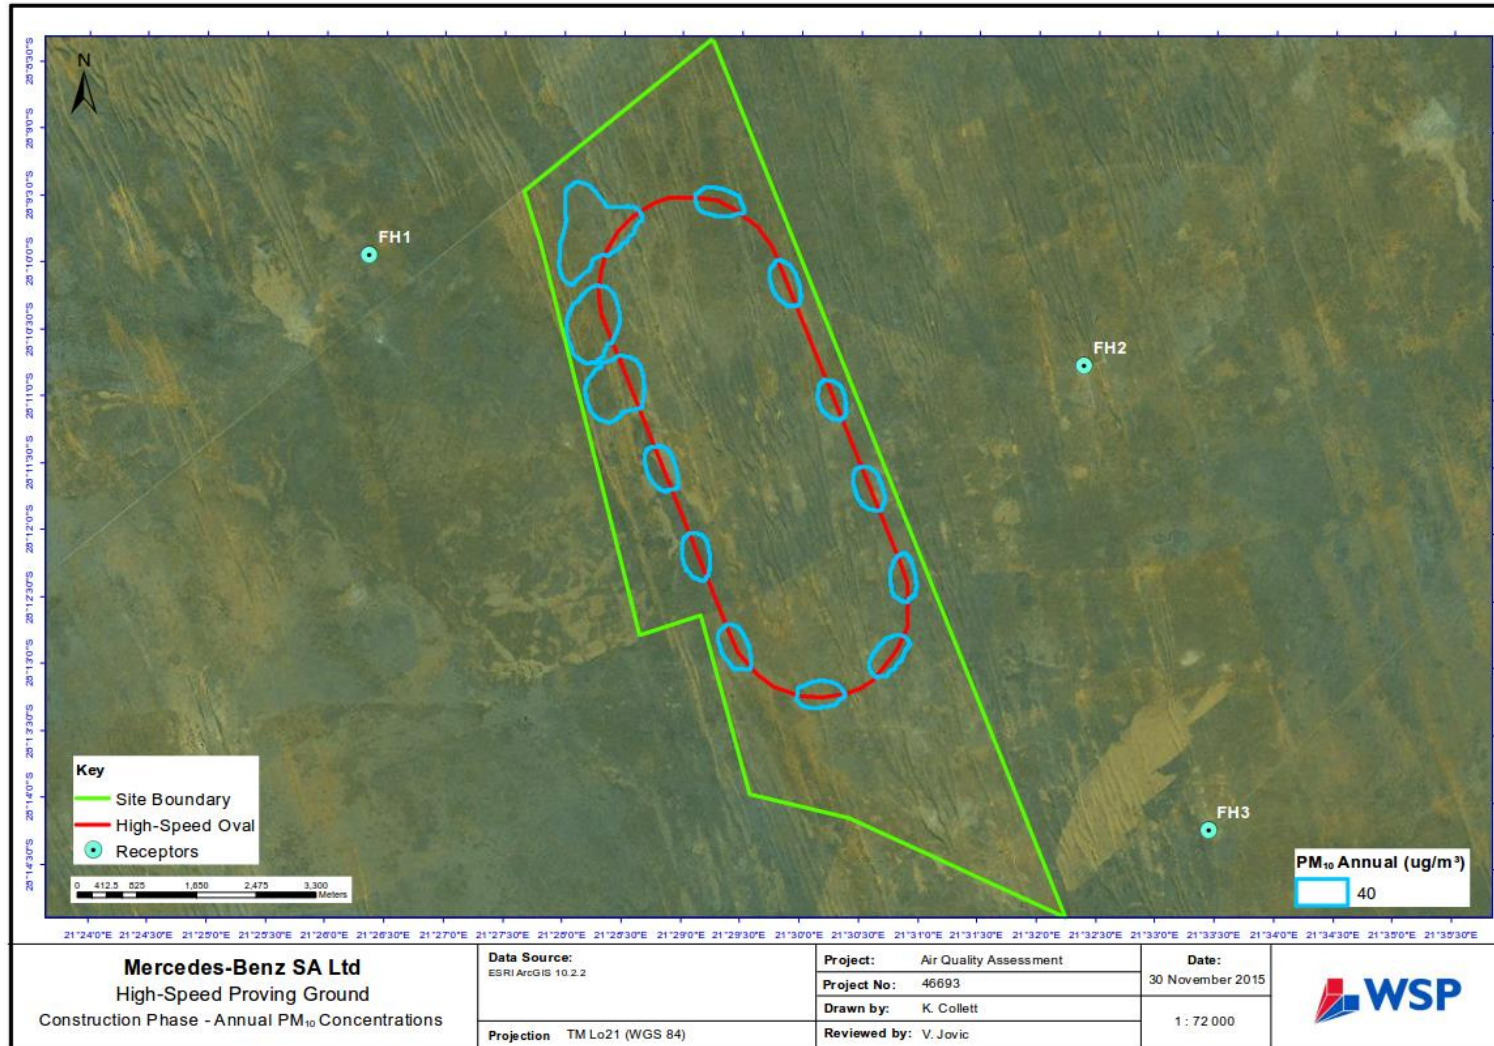 N
FH1
FH2
FH3
Key
Site Boundary
High-Speed Oval
Receptors
0 412.5 825 1,650 2,475 3,300
Meters
PM₁₀ Annual (ug/m³)
40
21°24'0"E 21°24'30"E 21°25'0"E 21°25'30"E 21°26'0"E 21°26'30"E 21°27'0"E 21°27'30"E 21°28'0"E 21°28'30"E 21°29'0"E 21°29'30"E 21°30'0"E 21°30'30"E 21°31'0"E 21°31'30"E 21°32'0"E 21°32'30"E 21°33'0"E 21°33'30"E 21°34'0"E 21°34'30"E 21°35'0"E 21°35'30"E
Mercedes-Benz SA Ltd
High-Speed Proving Ground
Construction Phase - Annual PM₁₀ Concentrations
Data Source:
ESRI ArcGIS 10.2.2
Projection TM Lo21 (WGS 84)
Project: Air Quality Assessment
Project No: 46693
Drawn by: K. Collett
Reviewed by: V. Jovic
Date:
30 November 2015
1 : 72 000
WSP